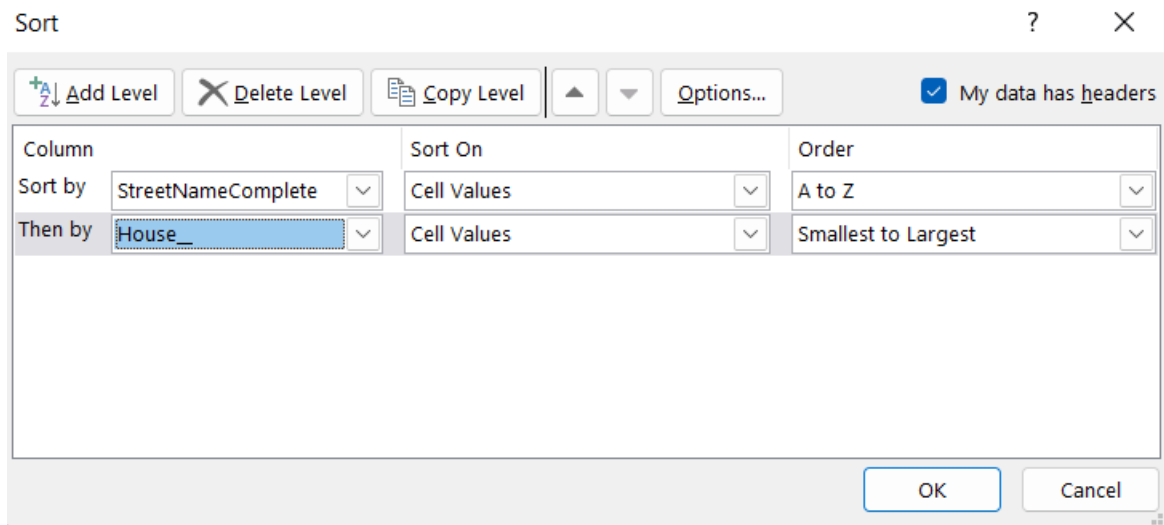 Sort ?
Add Level Delete Level Copy Level Options... My data has headers
Column Sort On Order
Sort by StreetNameComplete Cell Values A to Z
Then by House_ Cell Values Smallest to Largest
OK Cancel